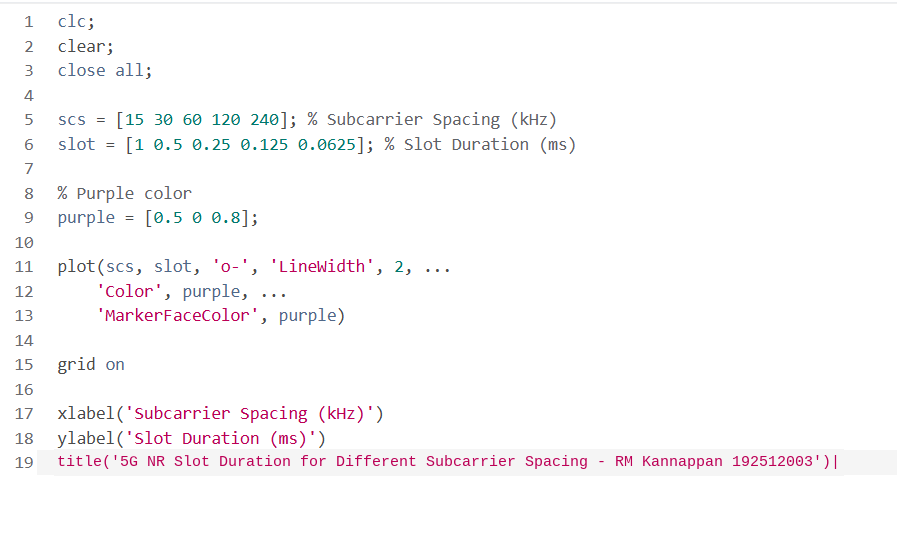 1 clc;
2 clear;
3 close all;
4
5 scs = [15 30 60 120 240]; % Subcarrier Spacing (kHz)
6 slot = [1 0.5 0.25 0.125 0.0625]; % Slot Duration (ms)
7
8 % Purple color
9 purple = [0.5 0 0.8];
10
11 plot(scs, slot, 'o-', 'LineWidth', 2, ...
12     'Color', purple, ...
13     'MarkerFaceColor', purple)
14
15 grid on
16
17 xlabel('Subcarrier Spacing (kHz)')
18 ylabel('Slot Duration (ms)')
19 title('5G NR Slot Duration for Different Subcarrier Spacing - RM Kannappan 192512003')